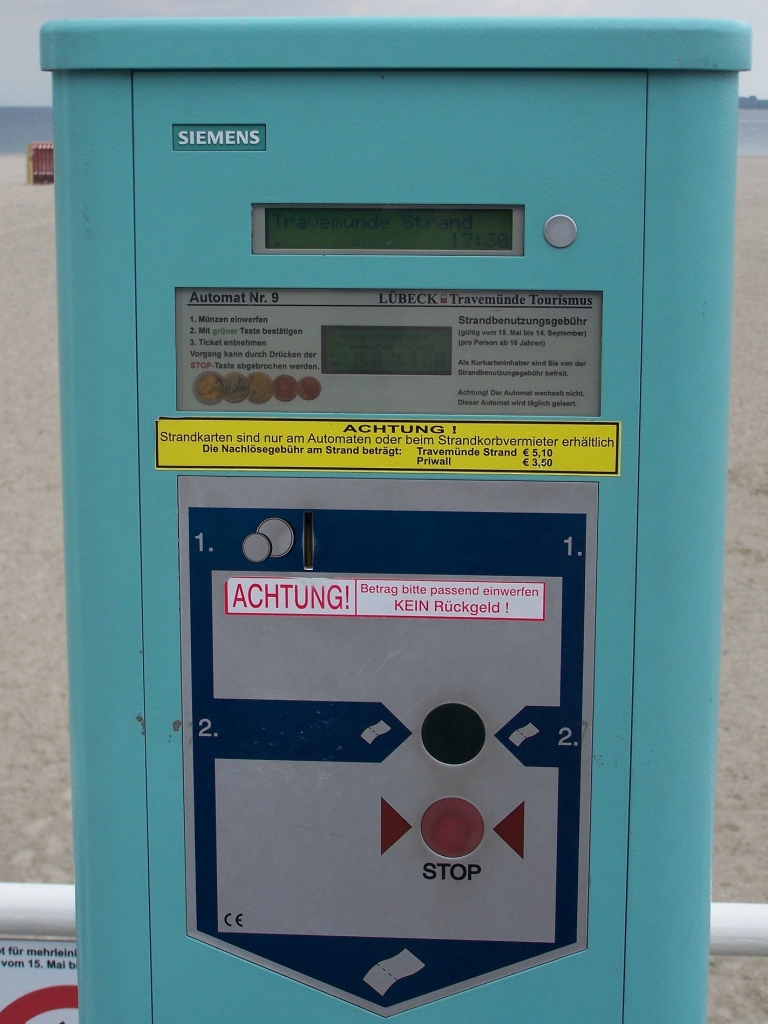 SIEMENS
Travemünde Strand
17:30
Automat Nr. 9
LÜBECK Travemünde Tourismus
1. Münzen einwerfen
2. Mit grüner Taste bestätigen
3. Ticket entnehmen
Vorgang kann durch Drücken der
STOP-Taste abgebrochen werden.
Strandbenutzungsgebühr
(gültig vom 15. Mai bis 14. September)
(pro Person ab 18 Jahren)
Als Kurkarteninhaber sind Sie von der
Strandbenutzungsgebühr befreit.
Achtung! Der Automat wechselt nicht.
Dieser Automat wird täglich geleert.
ACHTUNG !
Strandkarten sind nur am Automaten oder beim Strandkorbvermieter erhältlich
Die Nachlösegebühr am Strand beträgt: Travemünde Strand € 5,10
Priwall € 3,50
1. 1.
ACHTUNG! Betrag bitte passend einwerfen
KEIN Rückgeld !
2. 2.
STOP
CE
t für mehrlein
vom 15. Mai b